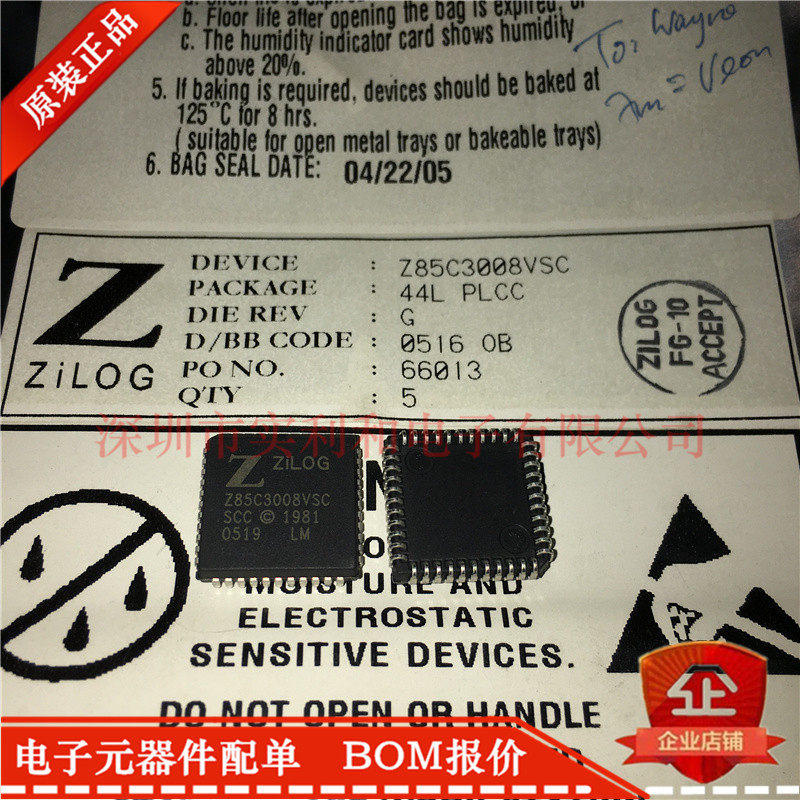 原装正品
b. Floor life after opening the bag is expired, or
c. The humidity indicator card shows humidity
above 20%.
5. If baking is required, devices should be baked at
125°C for 8 hrs.
( suitable for open metal trays or bakeable trays)
6. BAG SEAL DATE: 04/22/05
To: Wayne
Z
ZiLOG
DEVICE : Z85C3008VSC
PACKAGE : 44L PLCC
DIE REV : G
D/BB CODE : 0516 OB
PO NO. : 66013
QTY : 5
ZILOG
FG-10
ACCEPT
深圳市实利和电子有限公司
Z ZiLOG
Z85C3008VSC
SCC © 1981
0519 LM
MOISTURE AND
ELECTROSTATIC
SENSITIVE DEVICES.
DO NOT OPEN OR HANDLE
企
企业店铺
电子元器件配单 BOM报价